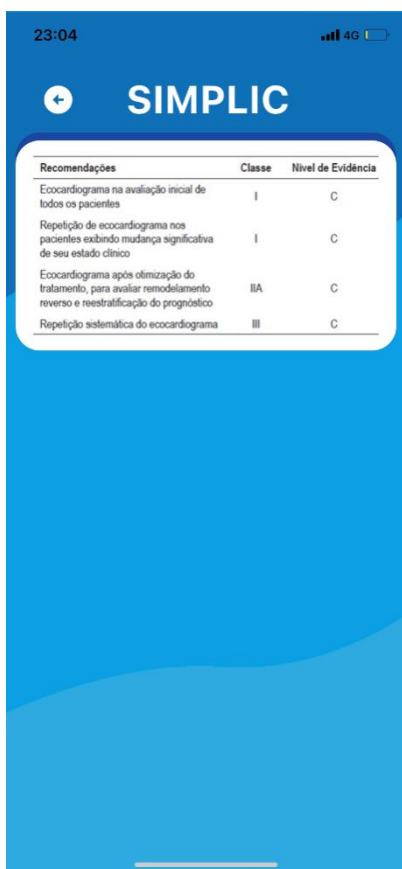 23:04
4G
SIMPLIC
Recomendações Classe Nível de Evidência
Ecocardiograma na avaliação inicial de
todos os pacientes I C
Repetição de ecocardiograma nos
pacientes exibindo mudança significativa
de seu estado clínico I C
Ecocardiograma após otimização do
tratamento, para avaliar remodelamento
reverso e reestratificação do prognóstico IIA C
Repetição sistemática do ecocardiograma III C